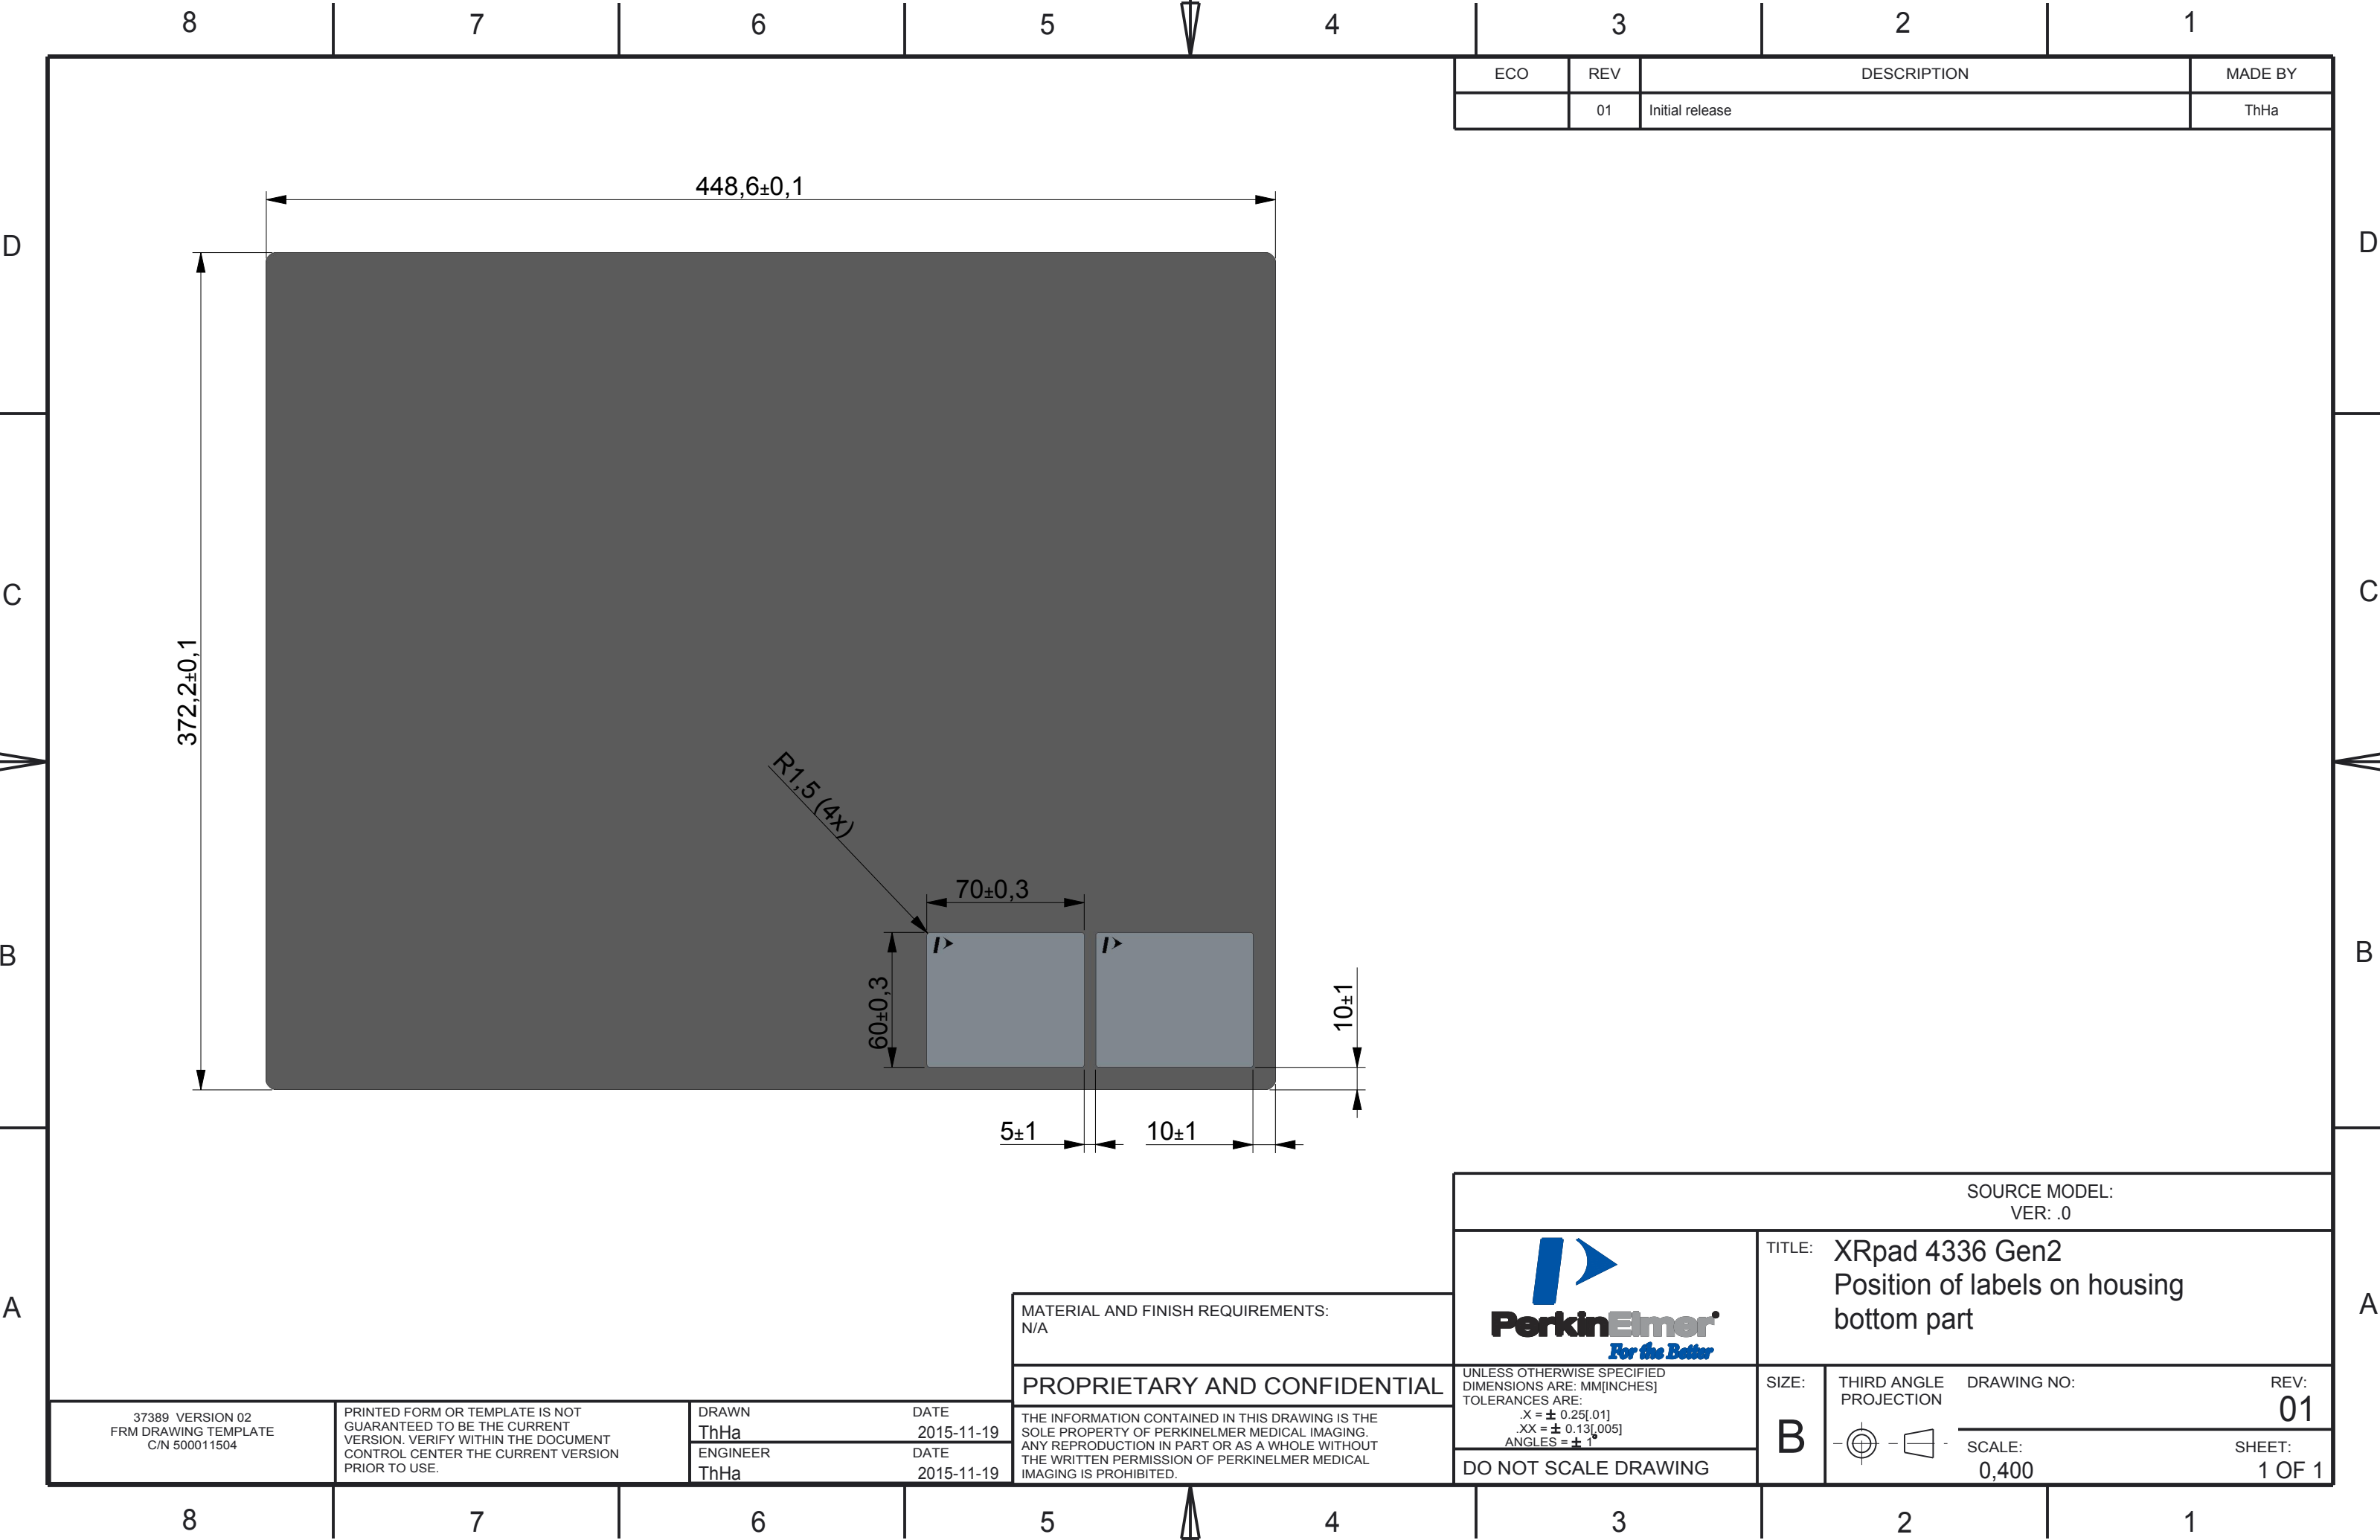 8 7 6 5 4 3 2 1
ECO REV DESCRIPTION MADE BY
01 Initial release ThHa
448,6±0,1
D D
372,2±0,1
C C
R1,5 (4x)
70±0,3
60±0,3
10±1
B B
5±1 10±1
SOURCE MODEL:
VER: .0
TITLE: XRpad 4336 Gen2
Position of labels on housing
bottom part
PerkinElmer
For the Better
A A
MATERIAL AND FINISH REQUIREMENTS:
N/A
PROPRIETARY AND CONFIDENTIAL
THE INFORMATION CONTAINED IN THIS DRAWING IS THE
SOLE PROPERTY OF PERKINELMER MEDICAL IMAGING.
ANY REPRODUCTION IN PART OR AS A WHOLE WITHOUT
THE WRITTEN PERMISSION OF PERKINELMER MEDICAL
IMAGING IS PROHIBITED.
UNLESS OTHERWISE SPECIFIED
DIMENSIONS ARE: MM[INCHES]
TOLERANCES ARE:
.X = ± 0.25[.01]
.XX = ± 0.13[.005]
ANGLES = ± 1°
DO NOT SCALE DRAWING
SIZE:
B
THIRD ANGLE
PROJECTION
DRAWING NO:
REV:
01
SCALE:
0,400
SHEET:
1 OF 1
37389 VERSION 02
FRM DRAWING TEMPLATE
C/N 500011504
PRINTED FORM OR TEMPLATE IS NOT
GUARANTEED TO BE THE CURRENT
VERSION. VERIFY WITHIN THE DOCUMENT
CONTROL CENTER THE CURRENT VERSION
PRIOR TO USE.
DRAWN DATE
ThHa 2015-11-19
ENGINEER DATE
ThHa 2015-11-19
8 7 6 5 4 3 2 1